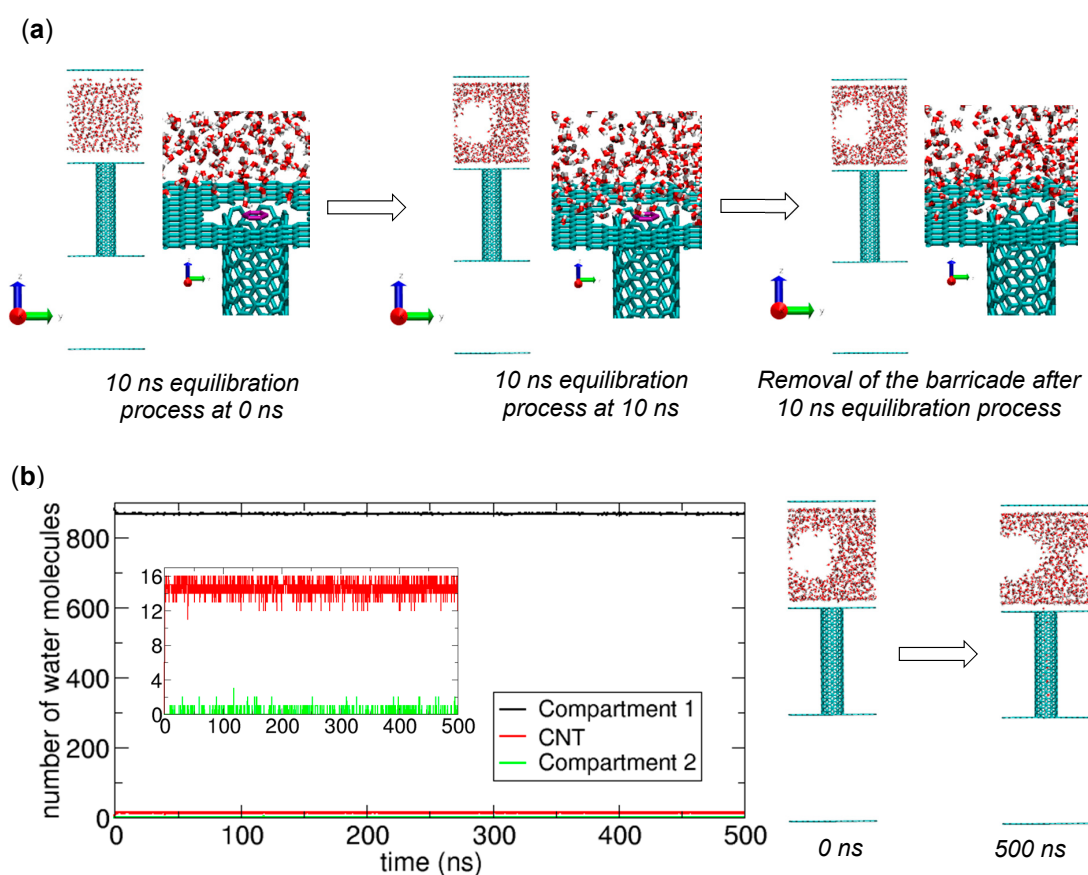 (a)
z
y
z
y
z
y
z
y
z
y
z
y
10 ns equilibration
process at 0 ns
10 ns equilibration
process at 10 ns
Removal of the barricade after
10 ns equilibration process
(b)
number of water molecules
800
600
400
200
0
16
12
8
4
0
0 100 200 300 400 500
Compartment 1
CNT
Compartment 2
0 100 200 300 400 500
time (ns)
0 ns
500 ns